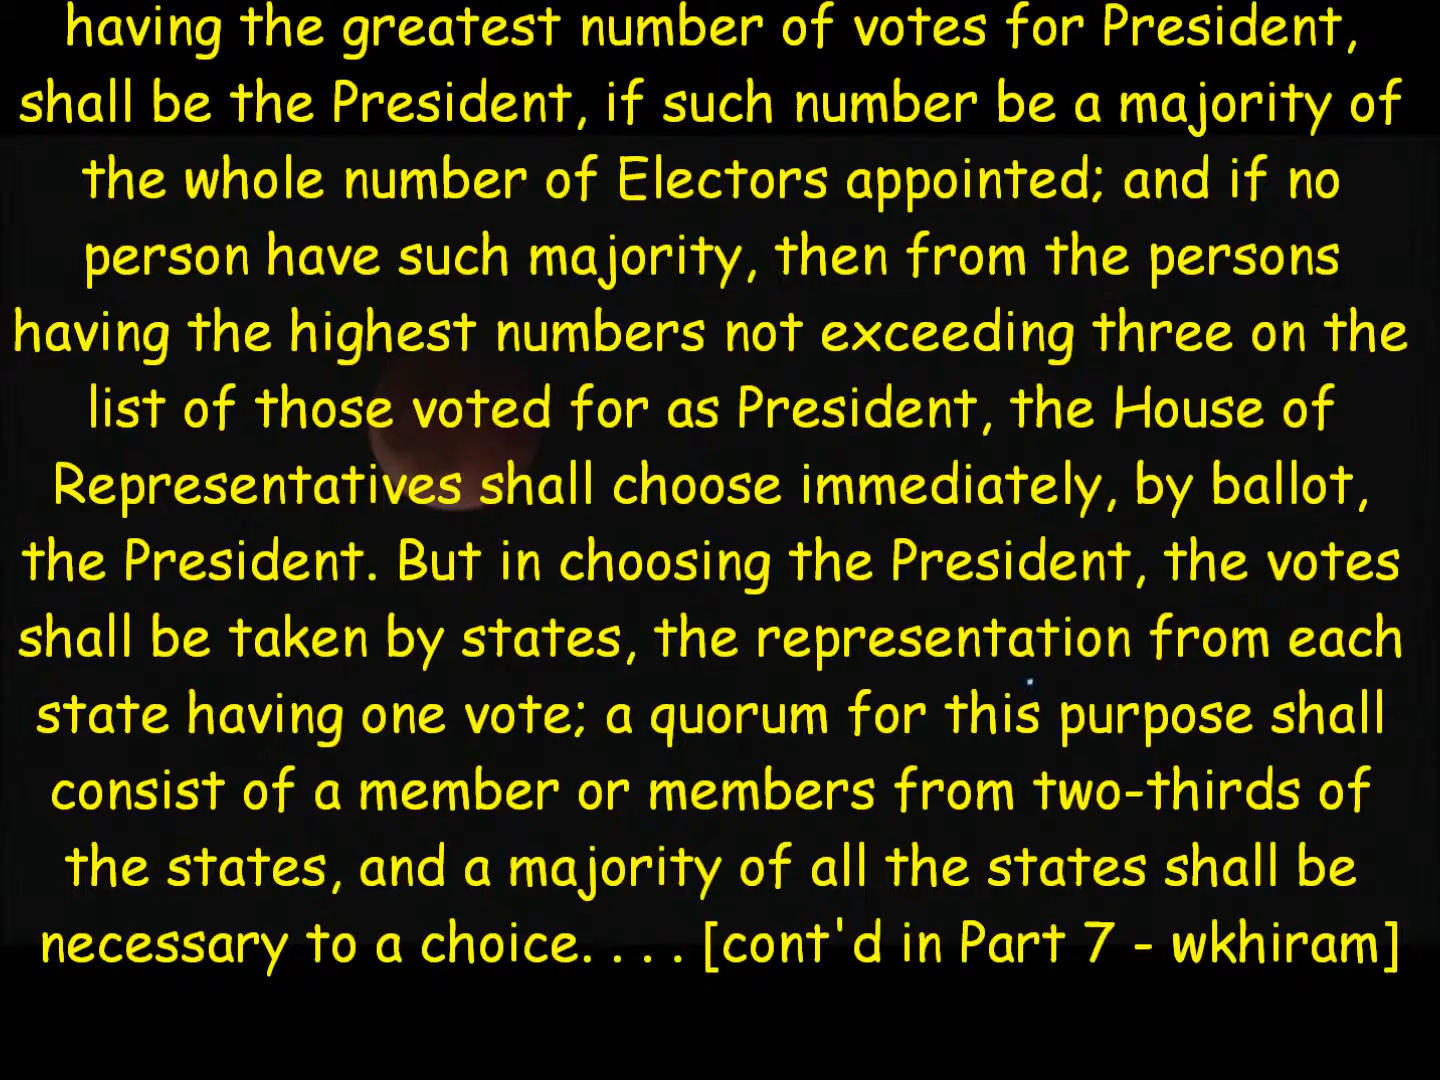 having the greatest number of votes for President,
shall be the President, if such number be a majority of
the whole number of Electors appointed; and if no
person have such majority, then from the persons
having the highest numbers not exceeding three on the
list of those voted for as President, the House of
Representatives shall choose immediately, by ballot,
the President. But in choosing the President, the votes
shall be taken by states, the representation from each
state having one vote; a quorum for this purpose shall
consist of a member or members from two-thirds of
the states, and a majority of all the states shall be
necessary to a choice. . . . [cont'd in Part 7 - wkhiram]